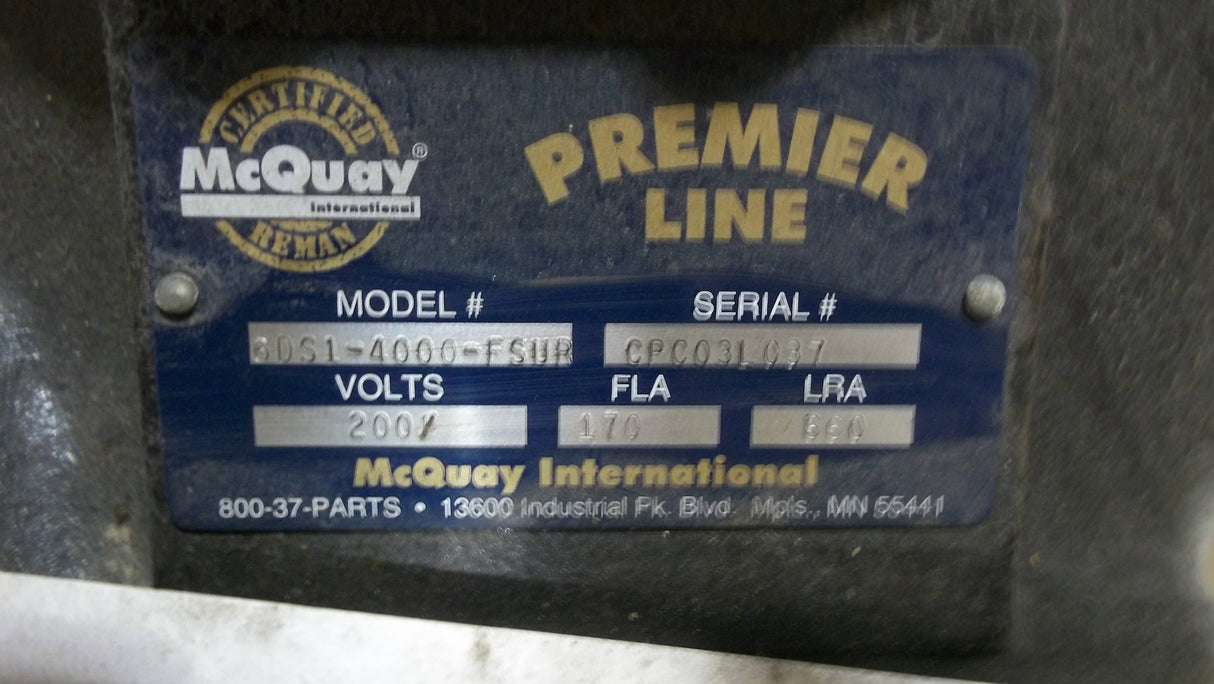 CERTIFIED
McQuay®
International
REMAN
PREMIER
LINE
MODEL # SERIAL #
6DS1-4000-FSUR CPC03L037
VOLTS FLA LRA
200/ 170 660
McQuay International
800-37-PARTS • 13600 Industrial Pk. Blvd. Mpls., MN 55441